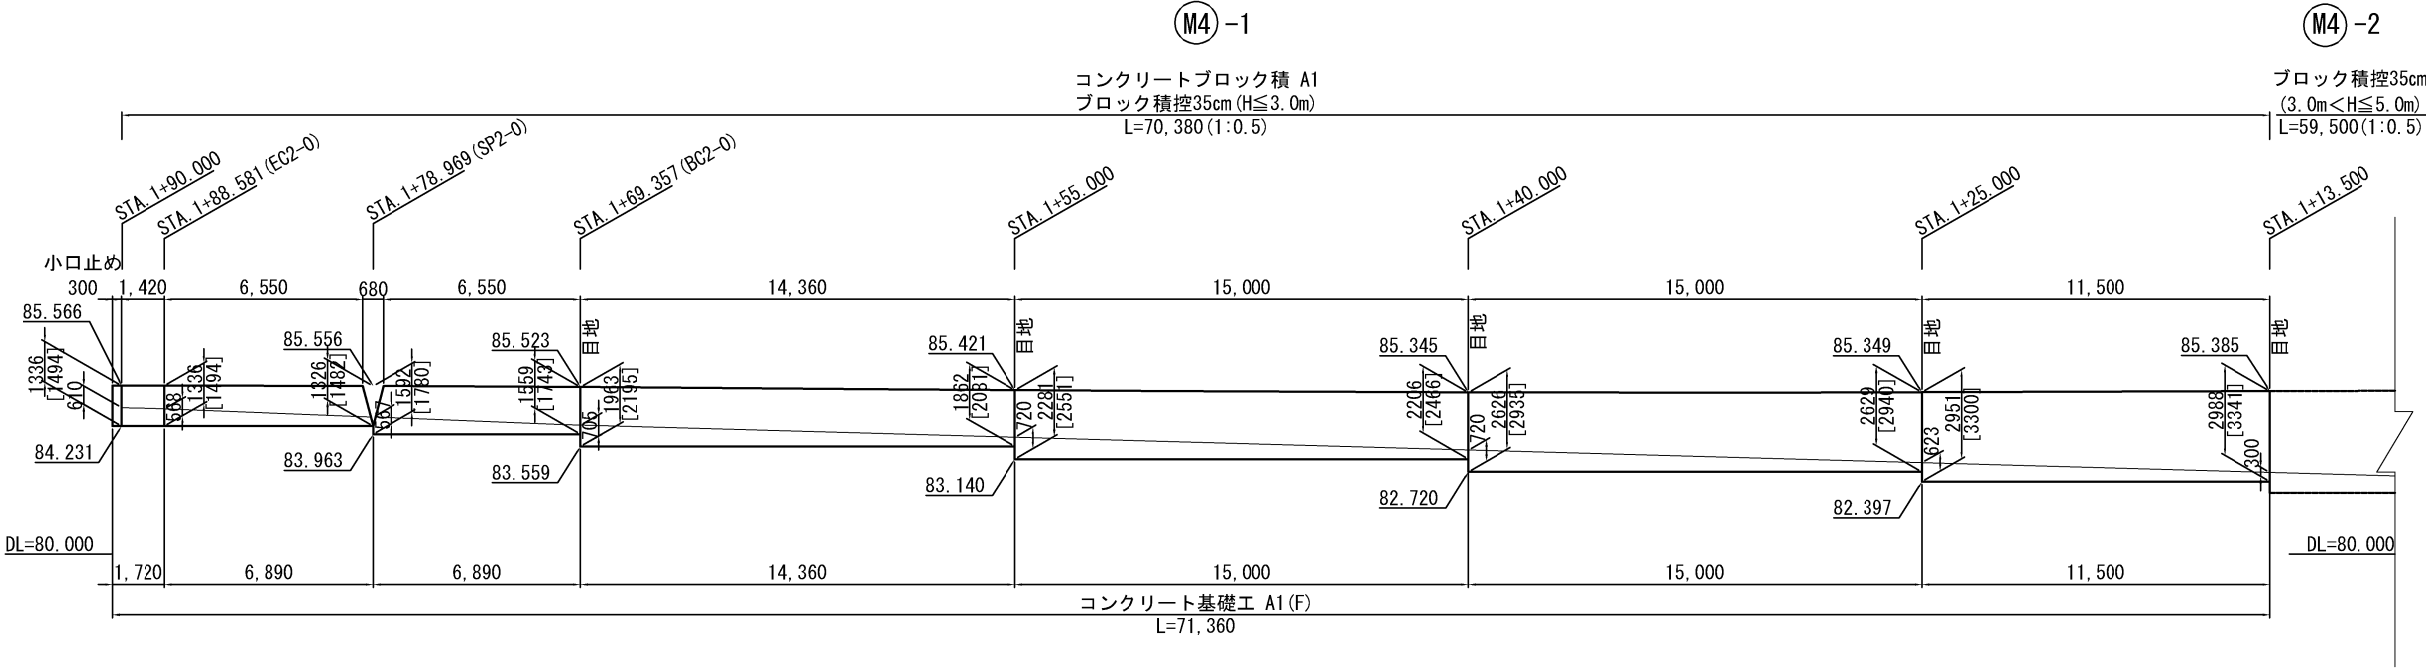 M4 -1
M4 -2
コンクリートブロック積 A1
ブロック積控35cm(H≦3.0m)
L=70,380(1:0.5)
ブロック積控35cm
(3.0m<H≦5.0m)
L=59,500(1:0.5)
STA.1+90.000
STA.1+88.581(EC2-0)
STA.1+78.969(SP2-0)
STA.1+69.357(BC2-0)
STA.1+55.000
STA.1+40.000
STA.1+25.000
STA.1+13.500
小口止め
300 1,420 6,550 680 6,550 14,360 15,000 15,000 11,500
85.566
85.556
85.523
85.421
85.345
85.349
85.385
目地
目地
目地
目地
目地
1336
[1494]
610
568
1336
[1494]
1326
[1482]
567
1592
[1780]
1559
[1743]
705
1963
[2195]
1862
[2081]
720
2281
[2551]
2206
[2466]
720
2626
[2935]
2629
[2940]
623
2951
[3300]
2988
[3341]
300
84.231
83.963
83.559
83.140
82.720
82.397
DL=80.000
DL=80.000
1,720 6,890 6,890 14,360 15,000 15,000 11,500
コンクリート基礎工 A1(F)
L=71,360